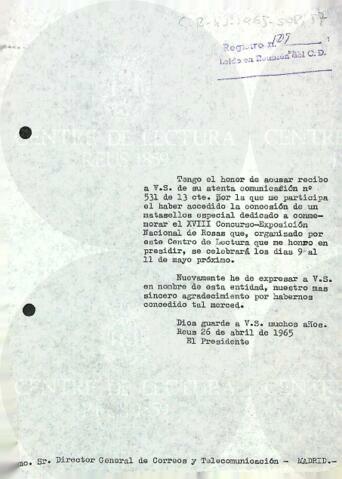 C.R-h.J:1965-508/57
Registro n. 129
Leído en Reunión del C.D.
CENTRE DE LECTURA
REUS 1859
Tengo el honor de acusar recibo
a V.S. de su atenta comunicación nº
531 de 13 cte. por la que me participa
el haber accedido la concesión de un
matasellos especial dedicado a conme-
morar el XVIII Concurso-Exposición
Nacional de Rosas que, organizado por
este Centro de Lectura que me honro en
presidir, se celebrará los dias 9 al
11 de mayo próximo.
Nuevamente he de expresar a V.S.
en nombre de esta entidad, nuestro mas
sincero agradecimiento por habernos
concedido tal merced.
Dios guarde a V.S. muchos años.
Reus 26 de abril de 1965
El Presidente
mo. Sr. Director General de Correos y Telecomunicación - MADRID.-